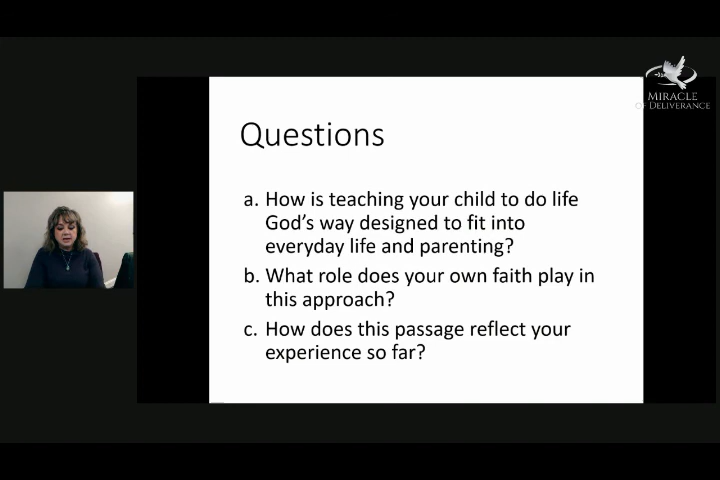 MIRACLE
OF DELIVERANCE
Questions
a. How is teaching your child to do life
God's way designed to fit into
everyday life and parenting?
b. What role does your own faith play in
this approach?
c. How does this passage reflect your
experience so far?